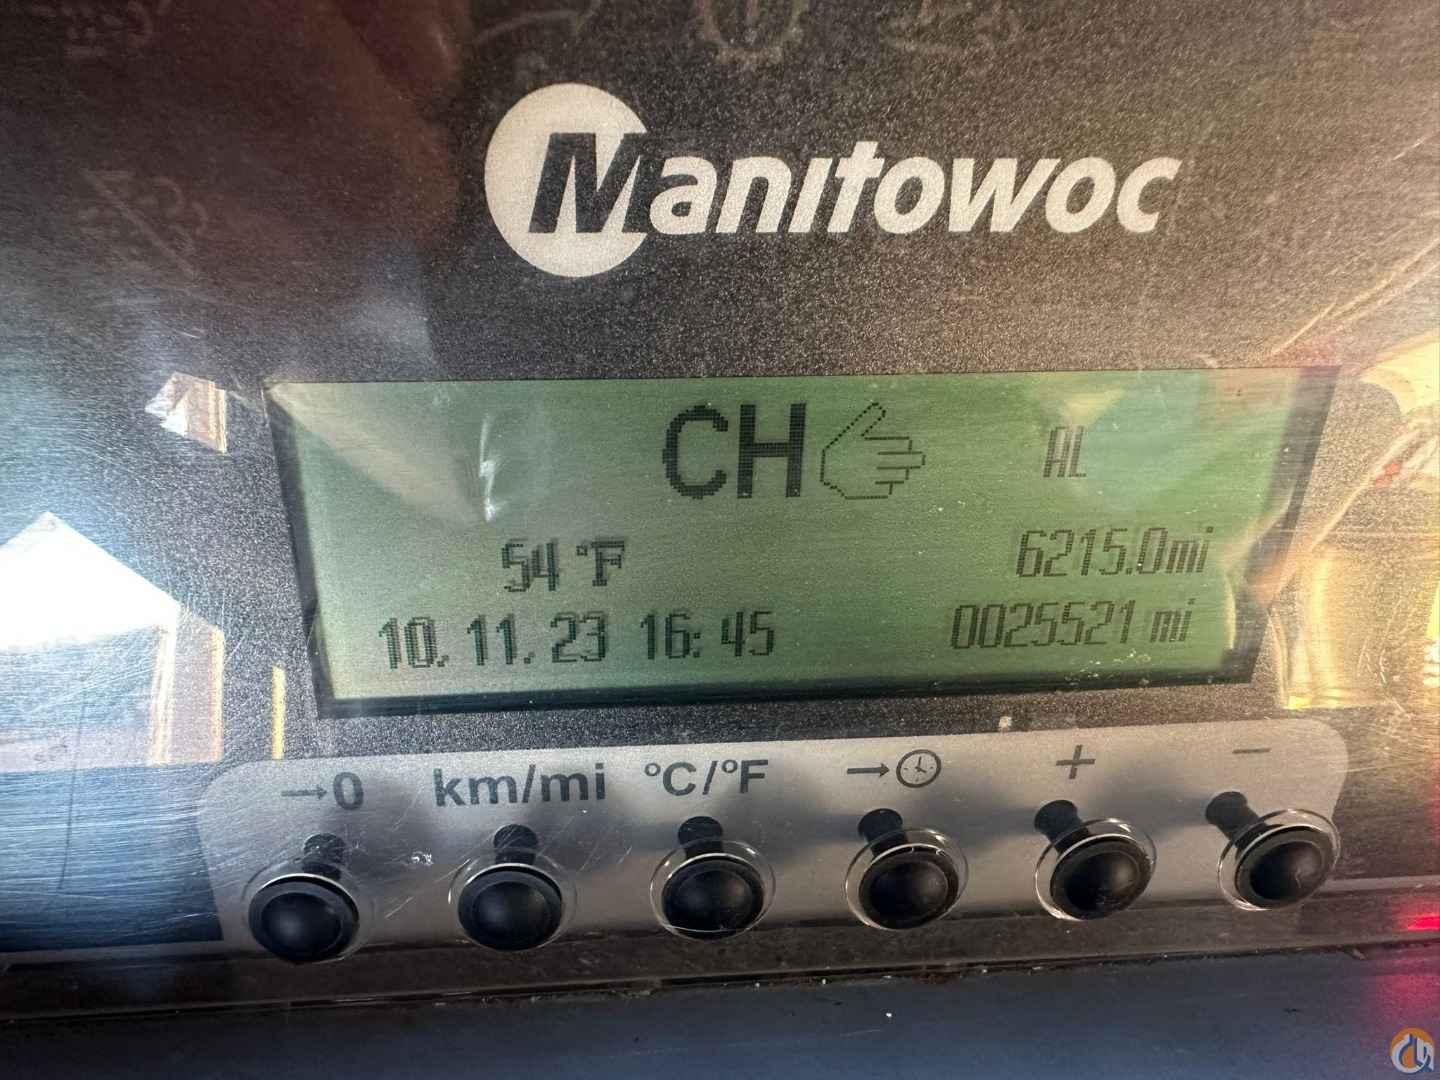 Manitowoc
CH AL
54 °F 6215.0mi
10.11.23 16:45 0025521 mi
→0 km/mi °C/°F → + −